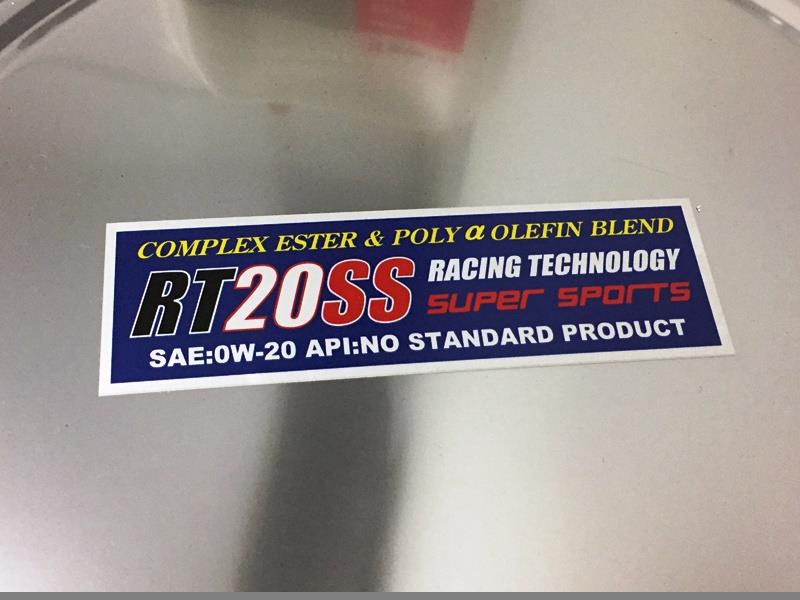 COMPLEX ESTER & POLY α OLEFIN BLEND
RT20SS RACING TECHNOLOGY
SUPER SPORTS
SAE:0W-20 API:NO STANDARD PRODUCT